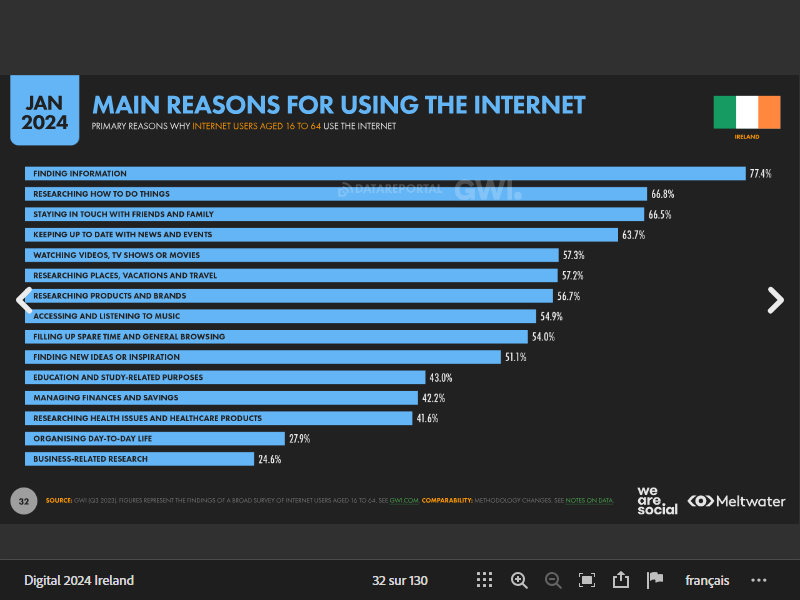 JAN
2024
MAIN REASONS FOR USING THE INTERNET
PRIMARY REASONS WHY INTERNET USERS AGED 16 TO 64 USE THE INTERNET
IRELAND
FINDING INFORMATION 77.4%
DATAREPORTAL GWI.
RESEARCHING HOW TO DO THINGS 66.8%
STAYING IN TOUCH WITH FRIENDS AND FAMILY 66.5%
KEEPING UP TO DATE WITH NEWS AND EVENTS 63.7%
WATCHING VIDEOS, TV SHOWS OR MOVIES 57.3%
RESEARCHING PLACES, VACATIONS AND TRAVEL 57.2%
RESEARCHING PRODUCTS AND BRANDS 56.7%
ACCESSING AND LISTENING TO MUSIC 54.9%
FILLING UP SPARE TIME AND GENERAL BROWSING 54.0%
FINDING NEW IDEAS OR INSPIRATION 51.1%
EDUCATION AND STUDY-RELATED PURPOSES 43.0%
MANAGING FINANCES AND SAVINGS 42.2%
RESEARCHING HEALTH ISSUES AND HEALTHCARE PRODUCTS 41.6%
ORGANISING DAY-TO-DAY LIFE 27.9%
BUSINESS-RELATED RESEARCH 24.6%
32
SOURCE: GWI (Q3 2023). FIGURES REPRESENT THE FINDINGS OF A BROAD SURVEY OF INTERNET USERS AGED 16 TO 64. SEE GWI.COM. COMPARABILITY: METHODOLOGY CHANGES. SEE NOTES ON DATA.
we
are.
social
Meltwater
Digital 2024 Ireland
32 sur 130
français